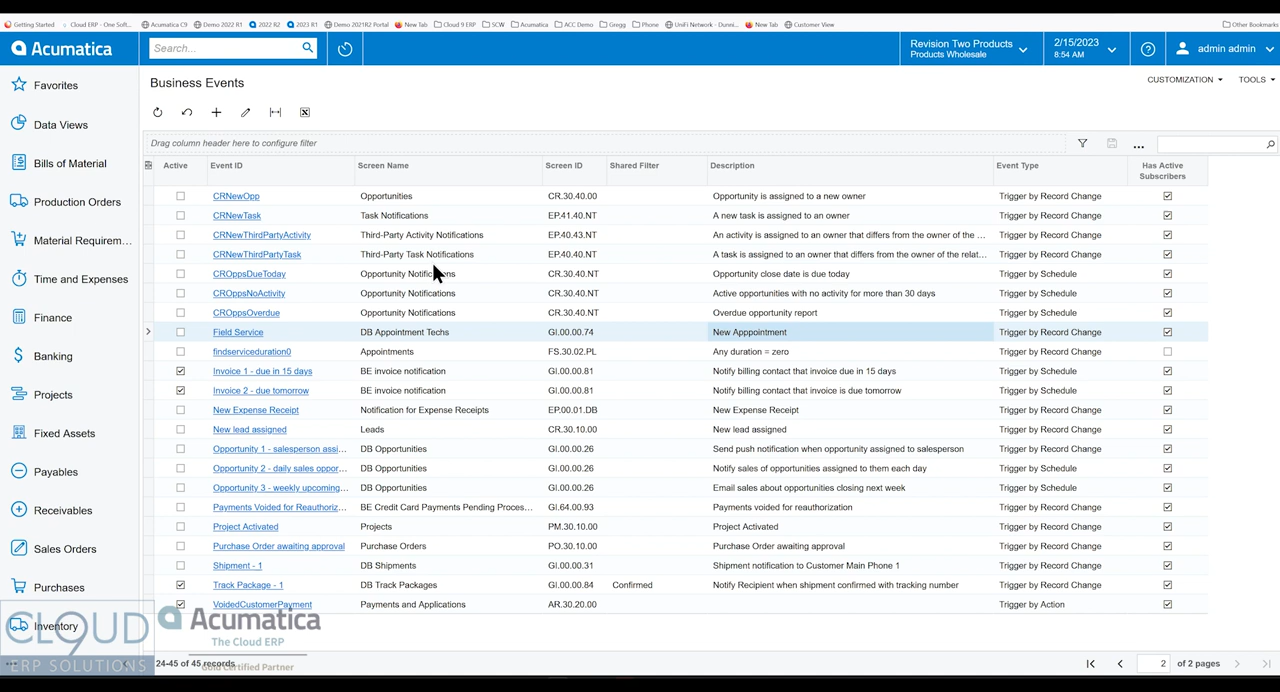 Getting Started Cloud ERP - One Soft... Acumatica C9 Demo 2022 R1 2022 R2 2023 R1 Demo 2021R2 Portal New Tab Cloud 9 ERP SCW Acumatica ACC Demo Gregg Phone UniFi Network - Dunni... New Tab Customer View Other Bookmarks
Acumatica Search... Revision Two Products 2/15/2023 admin admin
Products Wholesale 8:54 AM
Business Events CUSTOMIZATION TOOLS
Favorites
Data Views
Bills of Material
Production Orders
Material Requirem...
Time and Expenses
Finance
Banking
Projects
Fixed Assets
Payables
Receivables
Sales Orders
Purchases
Inventory
Drag column header here to configure filter
...
Active Event ID Screen Name Screen ID Shared Filter Description Event Type Has Active Subscribers
CRNewOpp Opportunities CR.30.40.00 Opportunity is assigned to a new owner Trigger by Record Change
CRNewTask Task Notifications EP.41.40.NT A new task is assigned to an owner Trigger by Record Change
CRNewThirdPartyActivity Third-Party Activity Notifications EP.40.43.NT An activity is assigned to an owner that differs from the owner of the ... Trigger by Record Change
CRNewThirdPartyTask Third-Party Task Notifications EP.40.40.NT A task is assigned to an owner that differs from the owner of the relat... Trigger by Record Change
CROppsDueToday Opportunity Notifications CR.30.40.NT Opportunity close date is due today Trigger by Schedule
CROppsNoActivity Opportunity Notifications CR.30.40.NT Active opportunities with no activity for more than 30 days Trigger by Schedule
CROppsOverdue Opportunity Notifications CR.30.40.NT Overdue opportunity report Trigger by Schedule
Field Service DB Appointment Techs GI.00.00.74 New Apppointment Trigger by Record Change
findserviceduration0 Appointments FS.30.02.PL Any duration = zero Trigger by Record Change
Invoice 1 - due in 15 days BE invoice notification GI.00.00.81 Notify billing contact that invoice due in 15 days Trigger by Schedule
Invoice 2 - due tomorrow BE invoice notification GI.00.00.81 Notify billing contact that invoice is due tomorrow Trigger by Schedule
New Expense Receipt Notification for Expense Receipts EP.00.01.DB New Expense Receipt Trigger by Record Change
New lead assigned Leads CR.30.10.00 New lead assigned Trigger by Record Change
Opportunity 1 - salesperson assi... DB Opportunities GI.00.00.26 Send push notification when opportunity assigned to salesperson Trigger by Record Change
Opportunity 2 - daily sales oppor... DB Opportunities GI.00.00.26 Notify sales of opportunities assigned to them each day Trigger by Schedule
Opportunity 3 - weekly upcoming... DB Opportunities GI.00.00.26 Email sales about opportunities closing next week Trigger by Schedule
Payments Voided for Reauthoriz... BE Credit Card Payments Pending Proces... GI.64.00.93 Payments voided for reauthorization Trigger by Record Change
Project Activated Projects PM.30.10.00 Project Activated Trigger by Record Change
Purchase Order awaiting approval Purchase Orders PO.30.10.00 Purchase Order awaiting approval Trigger by Record Change
Shipment - 1 DB Shipments GI.00.00.31 Shipment notification to Customer Main Phone 1 Trigger by Record Change
Track Package - 1 DB Track Packages GI.00.00.84 Confirmed Notify Recipient when shipment confirmed with tracking number Trigger by Record Change
VoidedCustomerPayment Payments and Applications AR.30.20.00 Trigger by Action
CLOUD 9
ERP SOLUTIONS
Acumatica
The Cloud ERP
Gold Certified Partner
24-45 of 45 records 2 of 2 pages